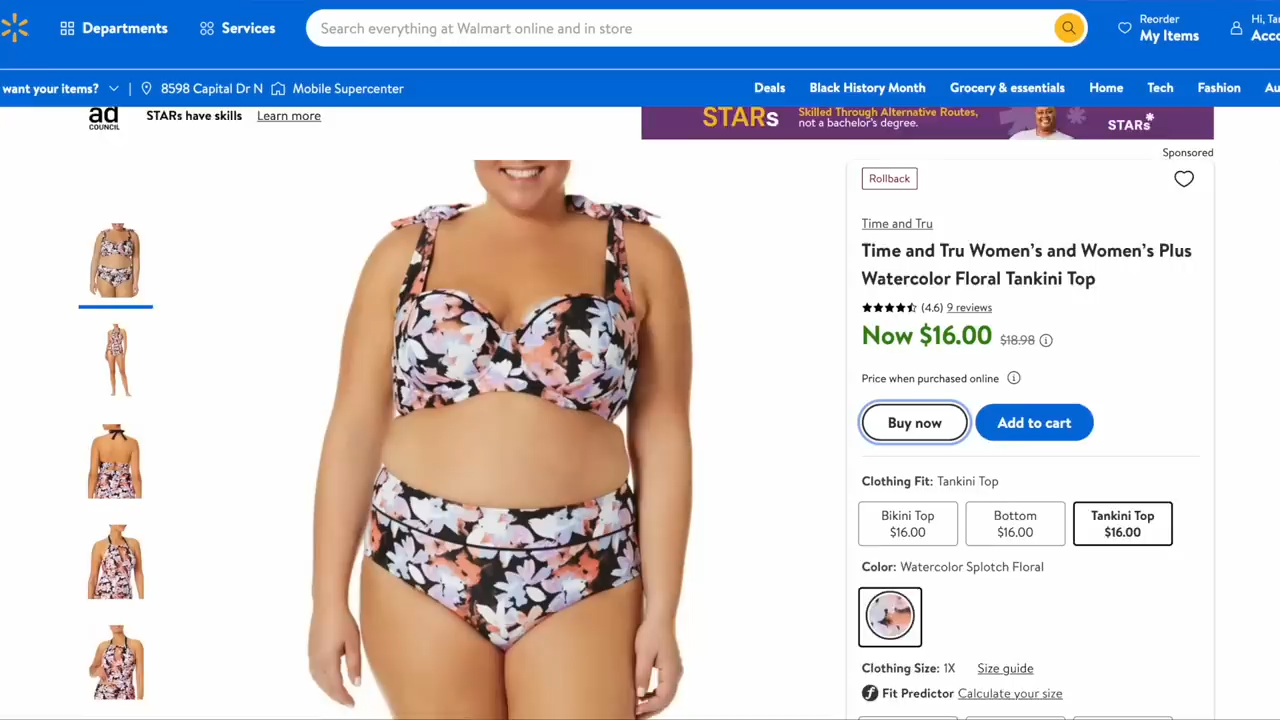 Departments
Services
Search everything at Walmart online and in store
Reorder
My Items
Hi, Ta
Acco
want your items? | 8598 Capital Dr N Mobile Supercenter
Deals
Black History Month
Grocery & essentials
Home
Tech
Fashion
Au
ad
COUNCIL
STARs have skills Learn more
STARs
Skilled Through Alternative Routes,
not a bachelor's degree.
STARs*
Sponsored
Rollback
Time and Tru
Time and Tru Women's and Women's Plus
Watercolor Floral Tankini Top
(4.6) 9 reviews
Now $16.00 $18.98
Price when purchased online
Buy now
Add to cart
Clothing Fit: Tankini Top
Bikini Top
$16.00
Bottom
$16.00
Tankini Top
$16.00
Color: Watercolor Splotch Floral
Clothing Size: 1X Size guide
Fit Predictor Calculate your size